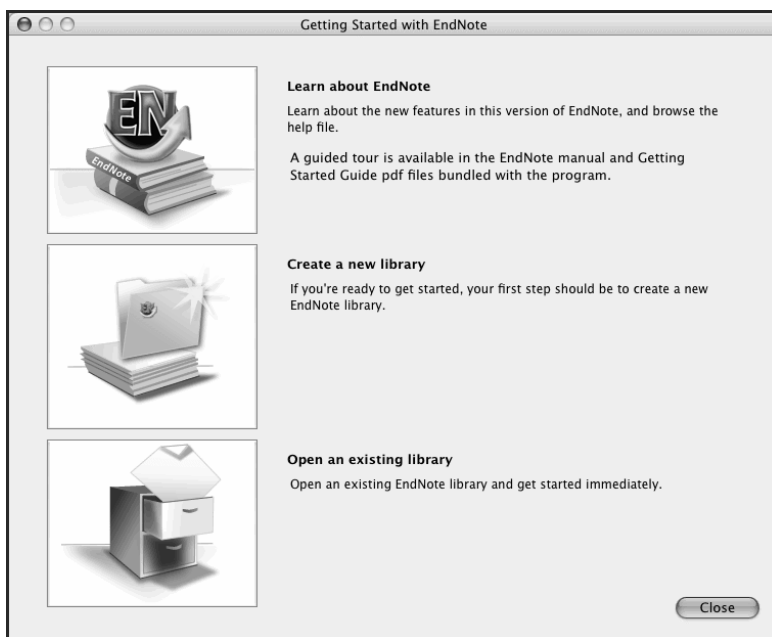 Getting Started with EndNote
EN
EndNote
Learn about EndNote
Learn about the new features in this version of EndNote, and browse the
help file.
A guided tour is available in the EndNote manual and Getting
Started Guide pdf files bundled with the program.
Create a new library
If you're ready to get started, your first step should be to create a new
EndNote library.
Open an existing library
Open an existing EndNote library and get started immediately.
Close